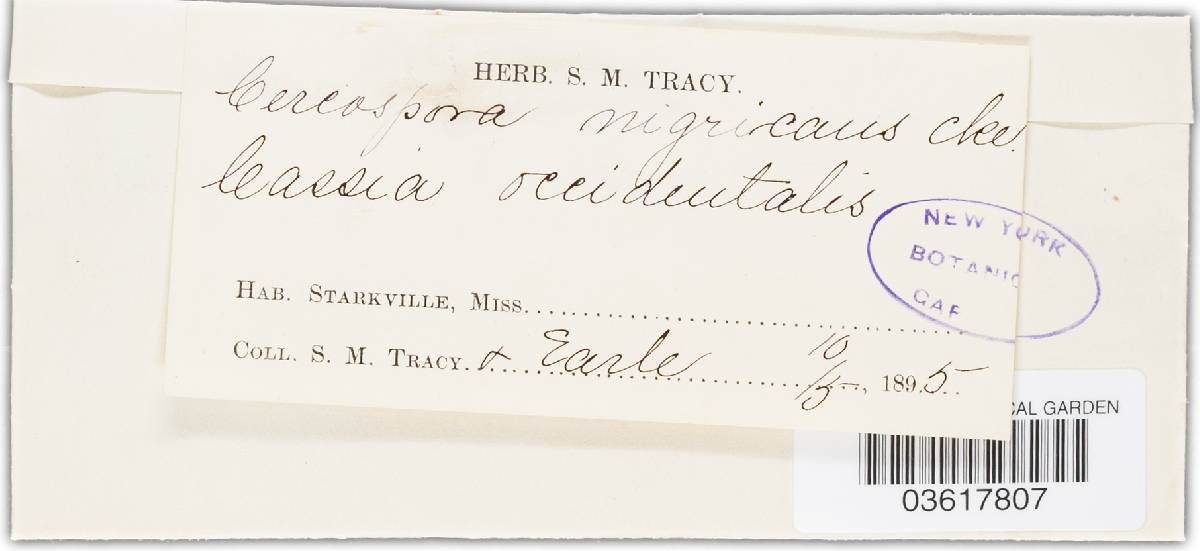 HERB. S. M. TRACY.
Cercospora nigricans Cke.
Cassia occidentalis
HAB. STARKVILLE, MISS.
COLL. S. M. TRACY. & Earle 10/5, 1895.
NEW YORK
BOTANIC
GAR
CAL GARDEN
03617807